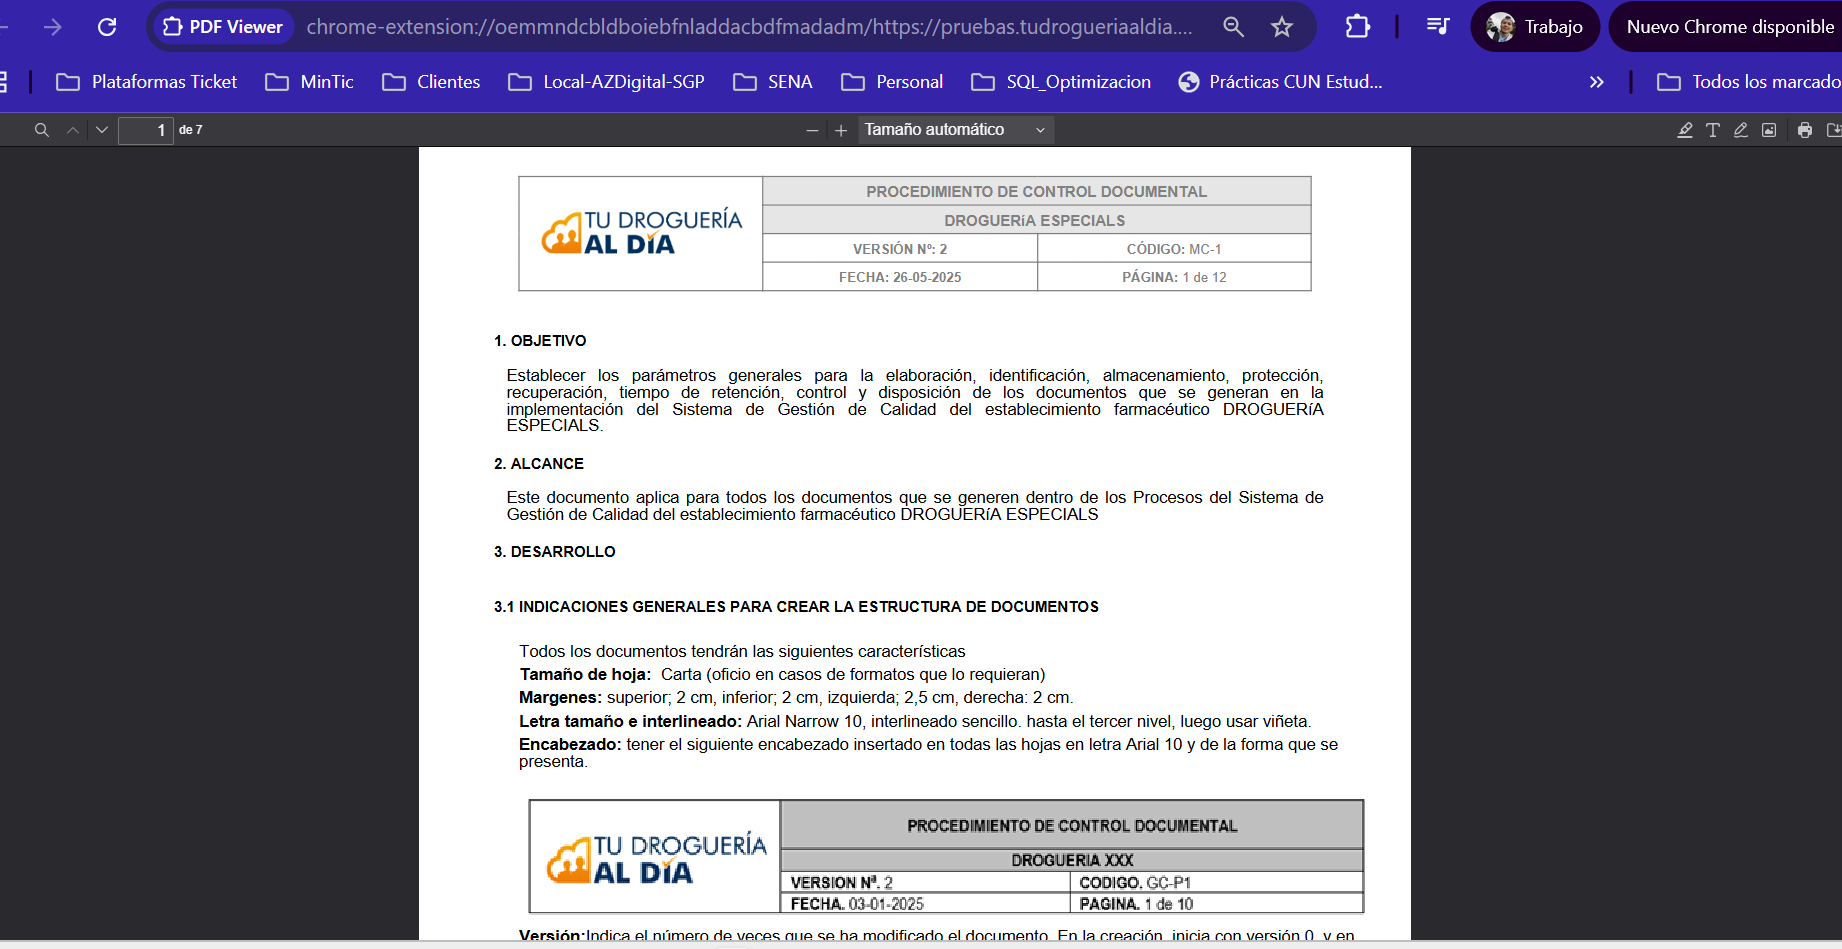 PDF Viewer
chrome-extension://oemmndcbldboiebfnladdacbdfmadadm/https://pruebas.tudrogueriaaldia....
Trabajo
Nuevo Chrome disponible
Plataformas Ticket
MinTic
Clientes
Local-AZDigital-SGP
SENA
Personal
SQL_Optimizacion
Prácticas CUN Estud...
»
Todos los marcado
1
de 7
Tamaño automático
TU DROGUERÍA
AL DÍA
PROCEDIMIENTO DE CONTROL DOCUMENTAL
DROGUERíA ESPECIALS
VERSIÓN Nº: 2
CÓDIGO: MC-1
FECHA: 26-05-2025
PÁGINA: 1 de 12
1. OBJETIVO
Establecer los parámetros generales para la elaboración, identificación, almacenamiento, protección,
recuperación, tiempo de retención, control y disposición de los documentos que se generan en la
implementación del Sistema de Gestión de Calidad del establecimiento farmacéutico DROGUERíA
ESPECIALS.
2. ALCANCE
Este documento aplica para todos los documentos que se generen dentro de los Procesos del Sistema de
Gestión de Calidad del establecimiento farmacéutico DROGUERíA ESPECIALS
3. DESARROLLO
3.1 INDICACIONES GENERALES PARA CREAR LA ESTRUCTURA DE DOCUMENTOS
Todos los documentos tendrán las siguientes características
Tamaño de hoja: Carta (oficio en casos de formatos que lo requieran)
Margenes: superior; 2 cm, inferior; 2 cm, izquierda; 2,5 cm, derecha: 2 cm.
Letra tamaño e interlineado: Arial Narrow 10, interlineado sencillo. hasta el tercer nivel, luego usar viñeta.
Encabezado: tener el siguiente encabezado insertado en todas las hojas en letra Arial 10 y de la forma que se
presenta.
TU DROGUERÍA
AL DÍA
PROCEDIMIENTO DE CONTROL DOCUMENTAL
DROGUERIA XXX
VERSION Nª. 2
CODIGO. GC-P1
FECHA. 03-01-2025
PAGINA. 1 de 10
Versión:Indica el número de veces que se ha modificado el documento. En la creación, inicia con versión 0, y en